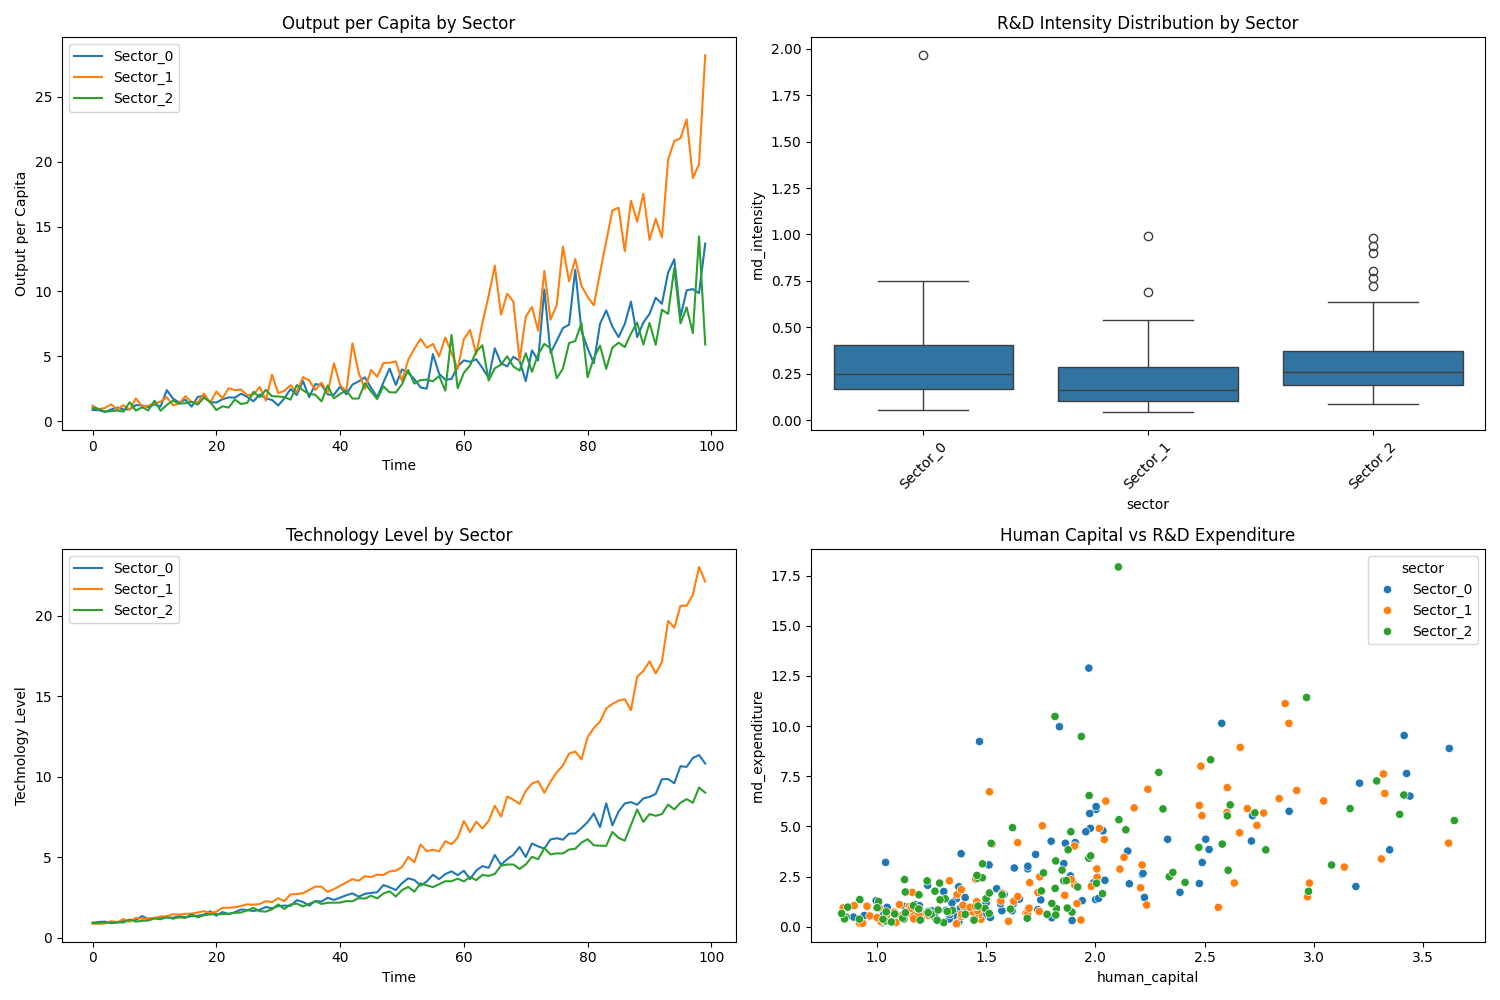 Output per Capita by Sector
Output per Capita
25
20
15
10
5
0
Sector_0
Sector_1
Sector_2
0 20 40 60 80 100
Time
R&D Intensity Distribution by Sector
rnd_intensity
2.00
1.75
1.50
1.25
1.00
0.75
0.50
0.25
0.00
Sector_0 Sector_1 Sector_2
sector
Technology Level by Sector
Technology Level
20
15
10
5
0
Sector_0
Sector_1
Sector_2
0 20 40 60 80 100
Time
Human Capital vs R&D Expenditure
rnd_expenditure
17.5
15.0
12.5
10.0
7.5
5.0
2.5
0.0
sector
Sector_0
Sector_1
Sector_2
1.0 1.5 2.0 2.5 3.0 3.5
human_capital